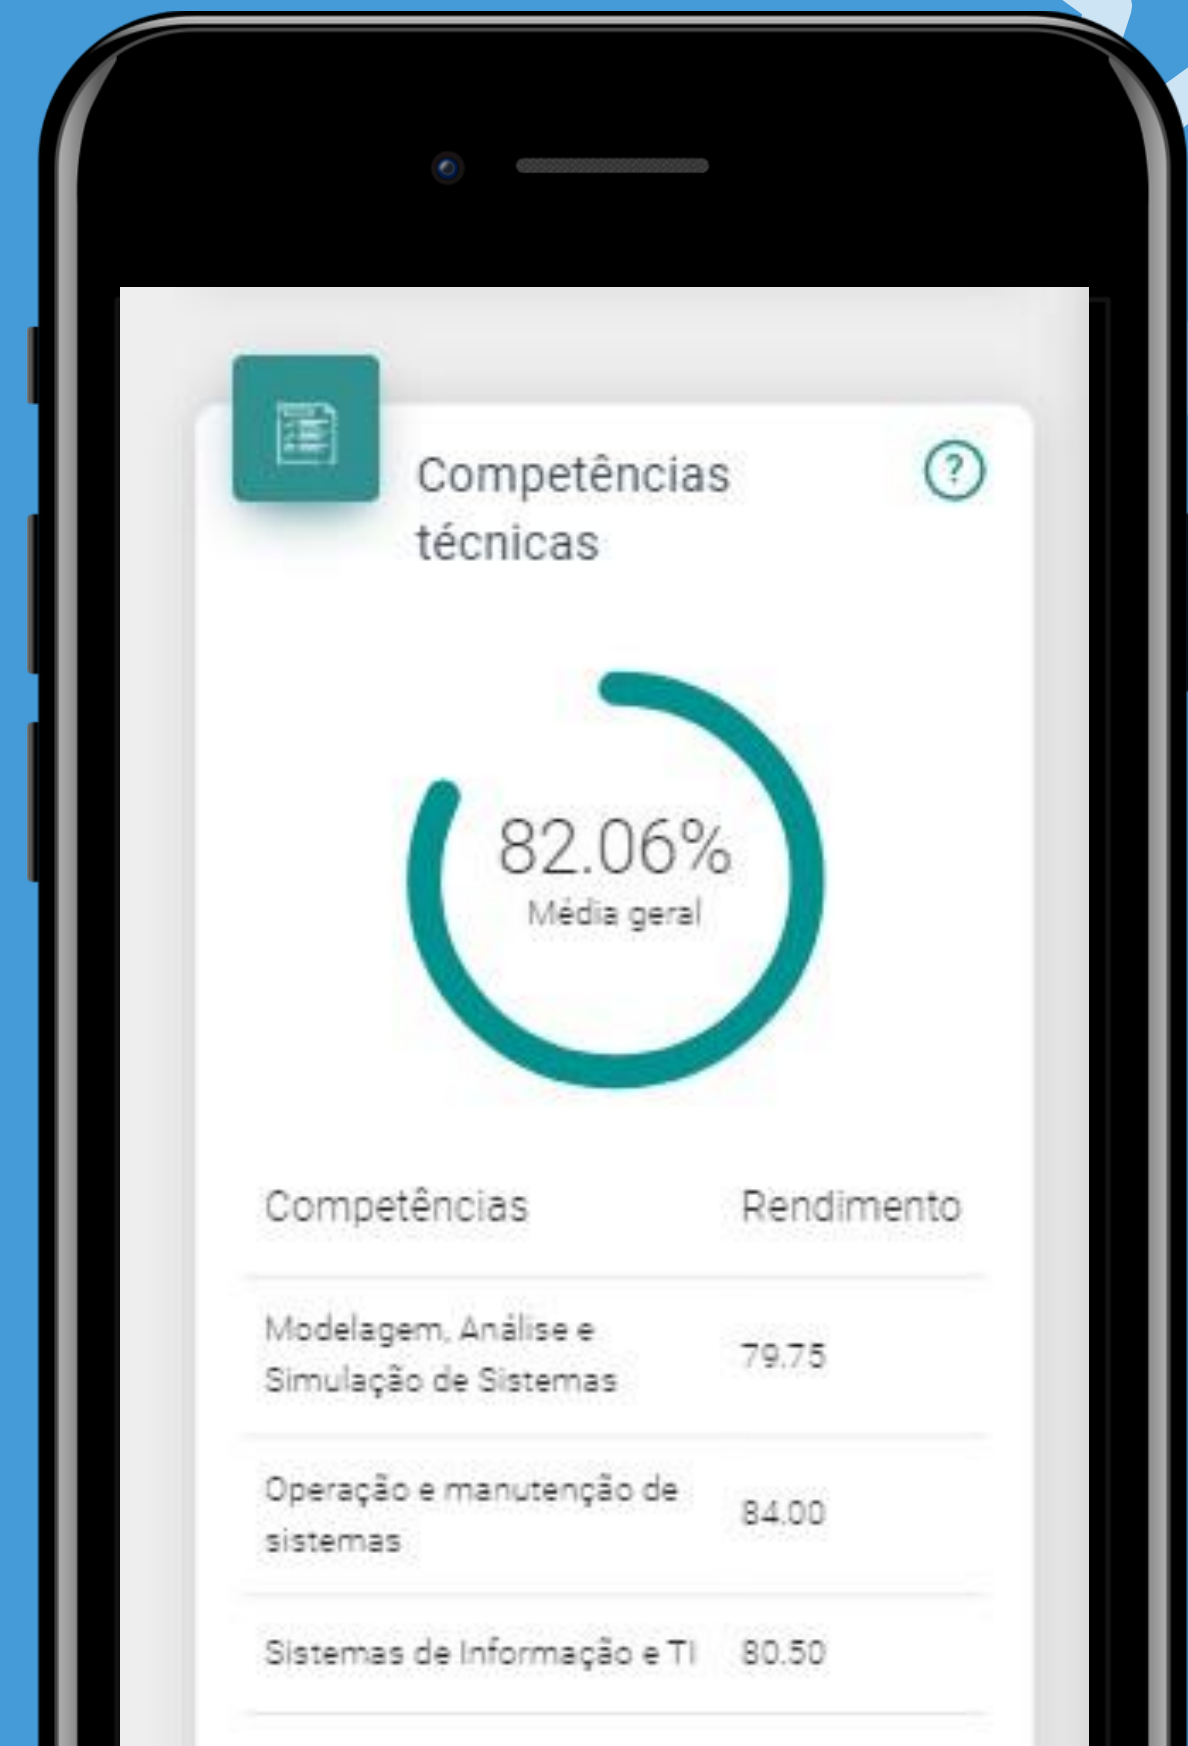 Competências
técnicas
?
82.06%
Média geral
Competências Rendimento
Modelagem, Análise e
Simulação de Sistemas
79.75
Operação e manutenção de
sistemas
84.00
Sistemas de Informação e TI 80.50